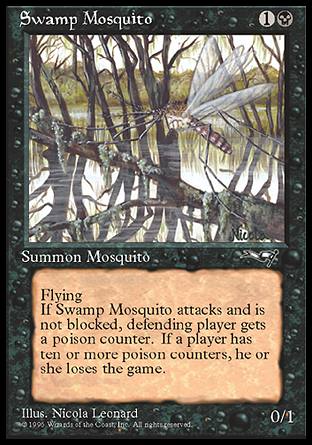 Swamp Mosquito 1
Nicola
Summon Mosquito
Flying
If Swamp Mosquito attacks and is
not blocked, defending player gets
a poison counter. If a player has
ten or more poison counters, he or
she loses the game.
Illus. Nicola Leonard
© 1996 Wizards of the Coast, Inc. All rights reserved.
0/1